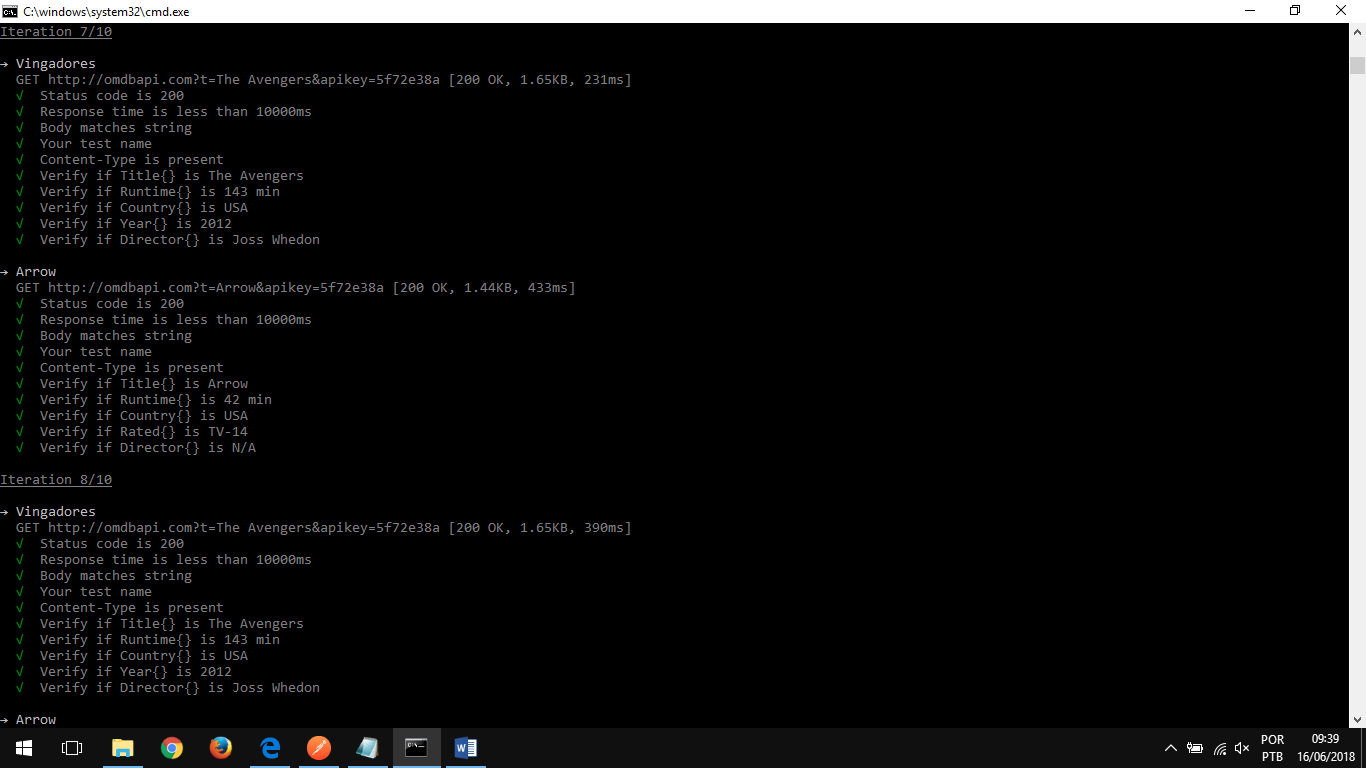 C:\windows\system32\cmd.exe
Iteration 7/10
→ Vingadores
GET http://omdbapi.com?t=The Avengers&apikey=5f72e38a [200 OK, 1.65KB, 231ms]
√ Status code is 200
√ Response time is less than 10000ms
√ Body matches string
√ Your test name
√ Content-Type is present
√ Verify if Title{} is The Avengers
√ Verify if Runtime{} is 143 min
√ Verify if Country{} is USA
√ Verify if Year{} is 2012
√ Verify if Director{} is Joss Whedon
→ Arrow
GET http://omdbapi.com?t=Arrow&apikey=5f72e38a [200 OK, 1.44KB, 433ms]
√ Status code is 200
√ Response time is less than 10000ms
√ Body matches string
√ Your test name
√ Content-Type is present
√ Verify if Title{} is Arrow
√ Verify if Runtime{} is 42 min
√ Verify if Country{} is USA
√ Verify if Rated{} is TV-14
√ Verify if Director{} is N/A
Iteration 8/10
→ Vingadores
GET http://omdbapi.com?t=The Avengers&apikey=5f72e38a [200 OK, 1.65KB, 390ms]
√ Status code is 200
√ Response time is less than 10000ms
√ Body matches string
√ Your test name
√ Content-Type is present
√ Verify if Title{} is The Avengers
√ Verify if Runtime{} is 143 min
√ Verify if Country{} is USA
√ Verify if Year{} is 2012
√ Verify if Director{} is Joss Whedon
→ Arrow
POR 09:39
PTB 16/06/2018